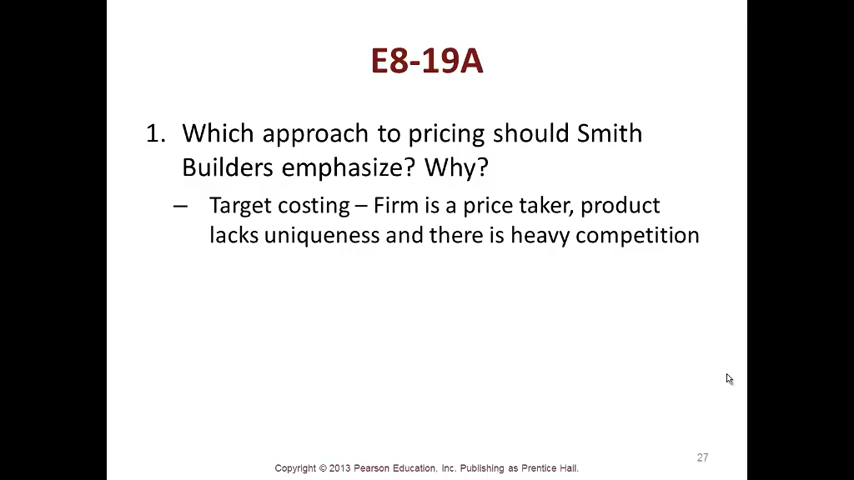 E8-19A
1. Which approach to pricing should Smith
Builders emphasize? Why?
– Target costing – Firm is a price taker, product
lacks uniqueness and there is heavy competition
27
Copyright © 2013 Pearson Education, Inc. Publishing as Prentice Hall.